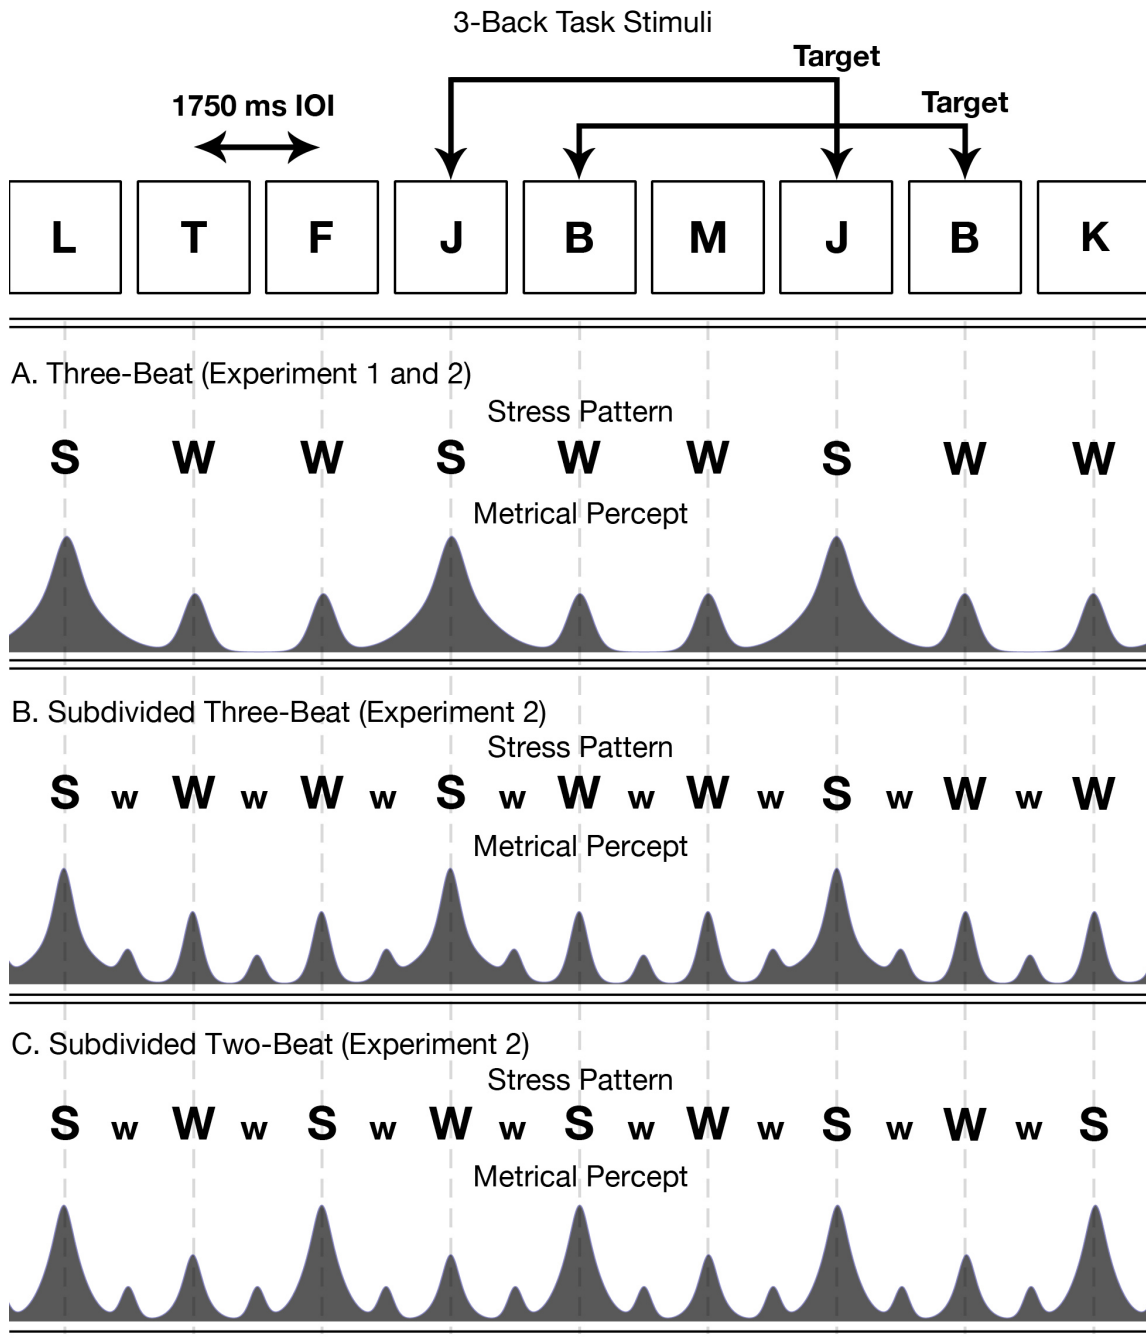 3-Back Task Stimuli
Target
1750 ms IOI
Target
L T F J B M J B K
A. Three-Beat (Experiment 1 and 2)
Stress Pattern
S W W S W W S W W
Metrical Percept
B. Subdivided Three-Beat (Experiment 2)
Stress Pattern
S w W w W w S w W w W w S w W w W
Metrical Percept
C. Subdivided Two-Beat (Experiment 2)
Stress Pattern
S w W w S w W w S w W w S w W w S
Metrical Percept